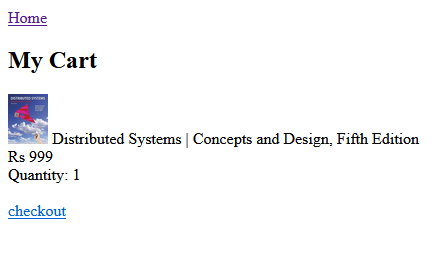 Home
My Cart
DISTRIBUTED SYSTEMS
Distributed Systems | Concepts and Design, Fifth Edition
Rs 999
Quantity: 1
checkout